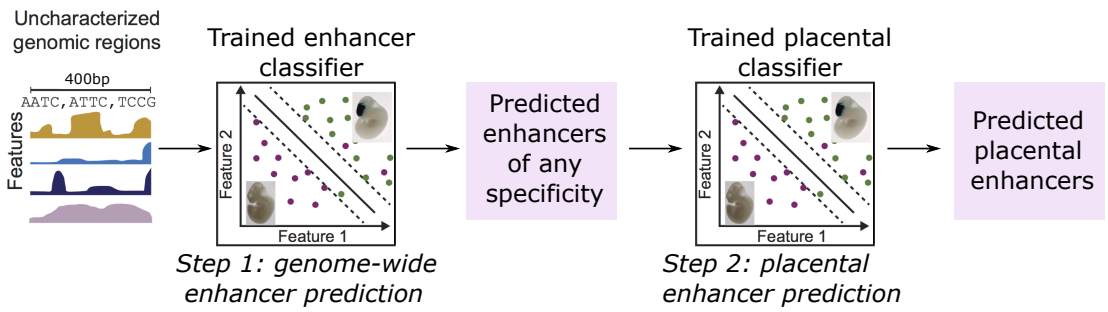 Uncharacterized
genomic regions
400bp
AATC,ATTC,TCCG
Features
Trained enhancer
classifier
Feature 2
Feature 1
Step 1: genome-wide
enhancer prediction
Predicted
enhancers
of any
specificity
Trained placental
classifier
Feature 2
Feature 1
Step 2: placental
enhancer prediction
Predicted
placental
enhancers